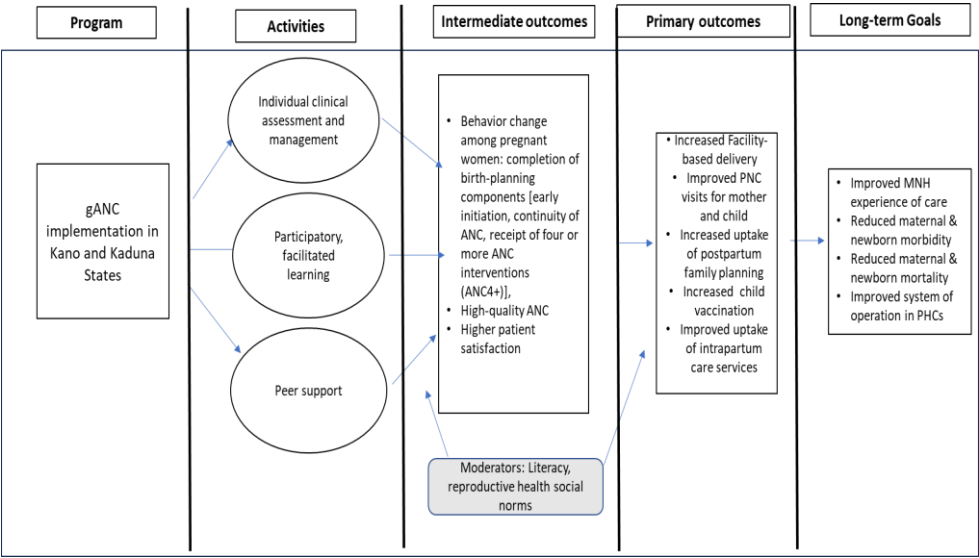 Program
Activities
Intermediate outcomes
Primary outcomes
Long-term Goals
gANC
implementation in
Kano and Kaduna
States
Individual clinical
assessment and
management
Participatory,
facilitated
learning
Peer support
• Behavior change
among pregnant
women: completion of
birth-planning
components [early
initiation, continuity of
ANC, receipt of four or
more ANC
interventions
(ANC4+)],
• High-quality ANC
• Higher patient
satisfaction
Moderators: Literacy,
reproductive health social
norms
• Increased Facility-
based delivery
• Improved PNC
visits for mother
and child
• Increased uptake
of postpartum
family planning
• Increased child
vaccination
• Improved uptake
of intrapartum
care services
• Improved MNH
experience of care
• Reduced maternal &
newborn morbidity
• Reduced maternal &
newborn mortality
• Improved system of
operation in PHCs